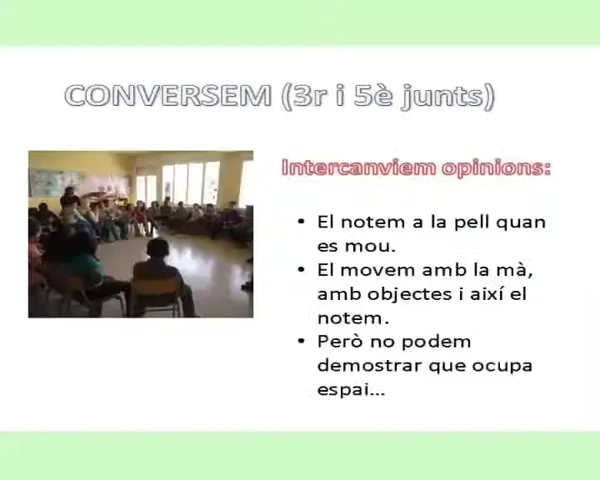 CONVERSEM (3r i 5è junts)
Intercanviem opinions:
• El notem a la pell quan
es mou.
• El movem amb la mà,
amb objectes i així el
notem.
• Però no podem
demostrar que ocupa
espai...